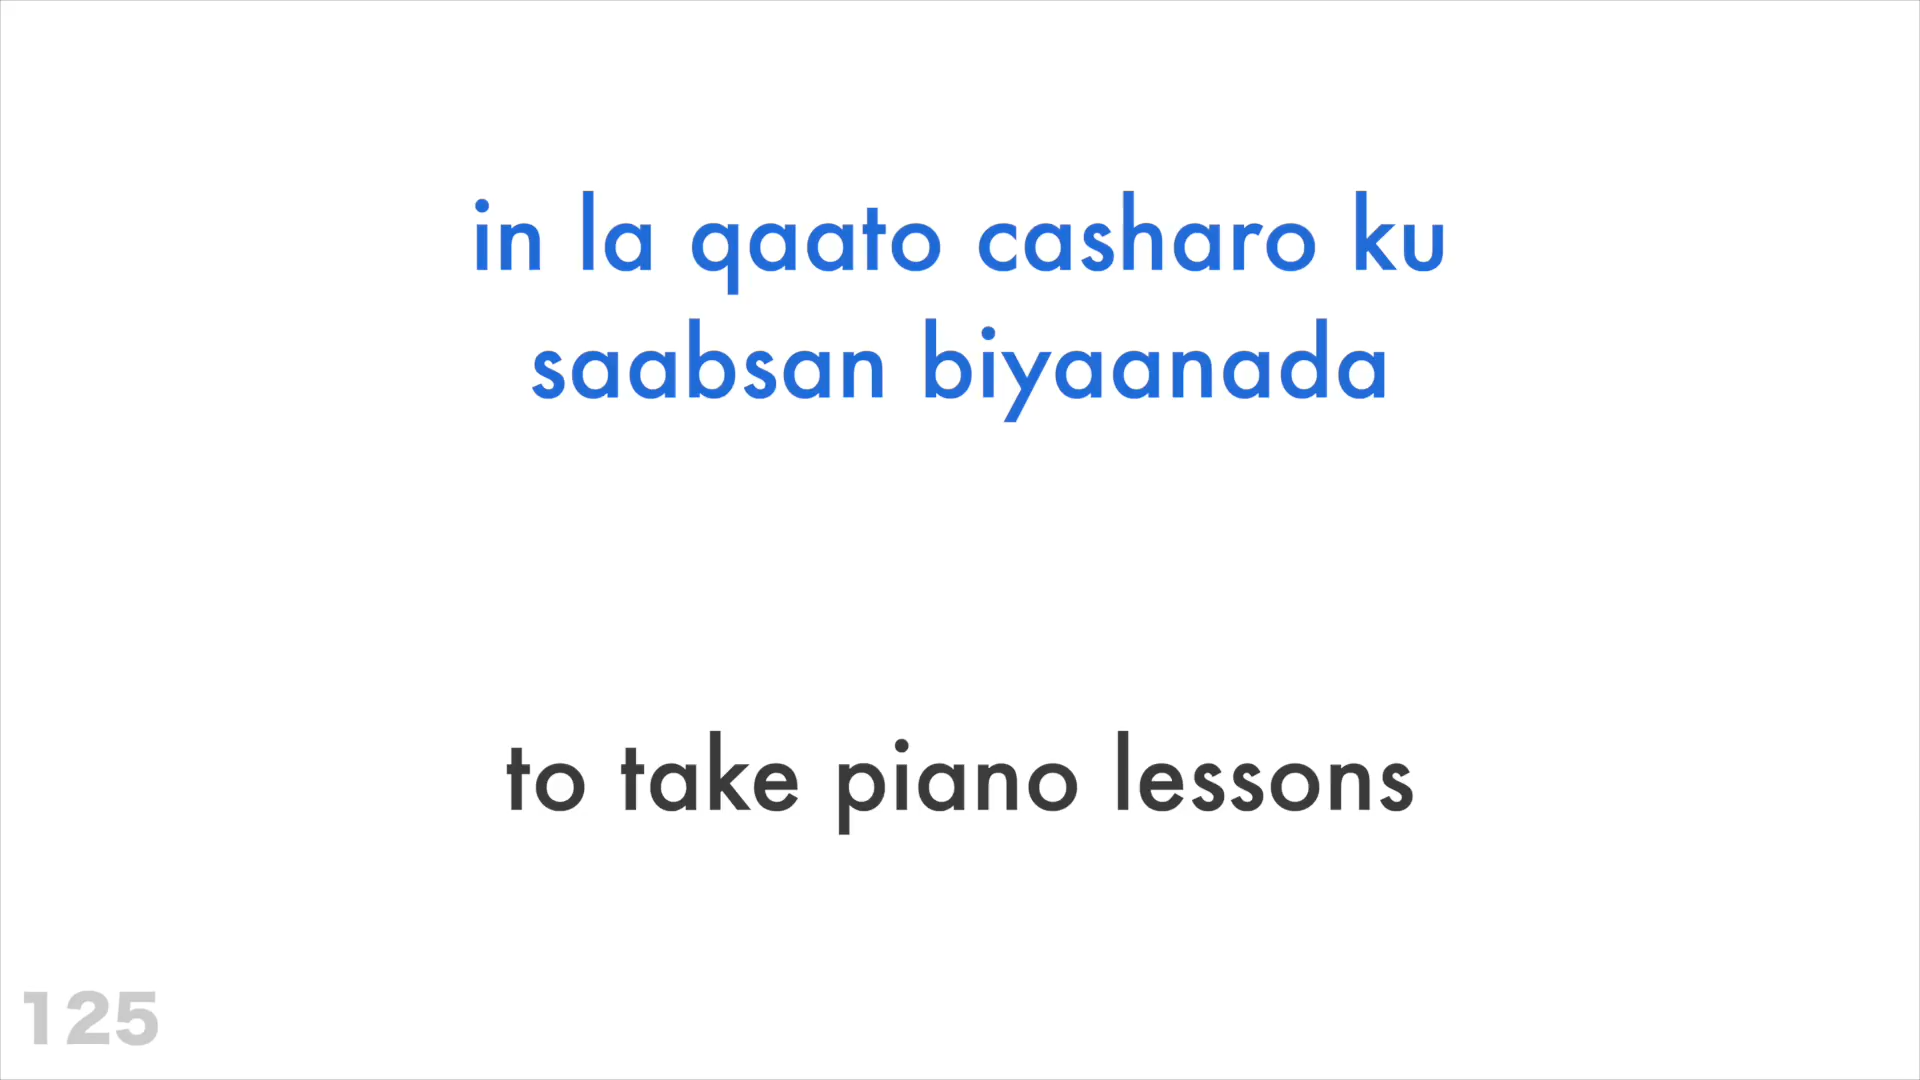 in la qaato casharo ku
saabsan biyaanada
to take piano lessons
125